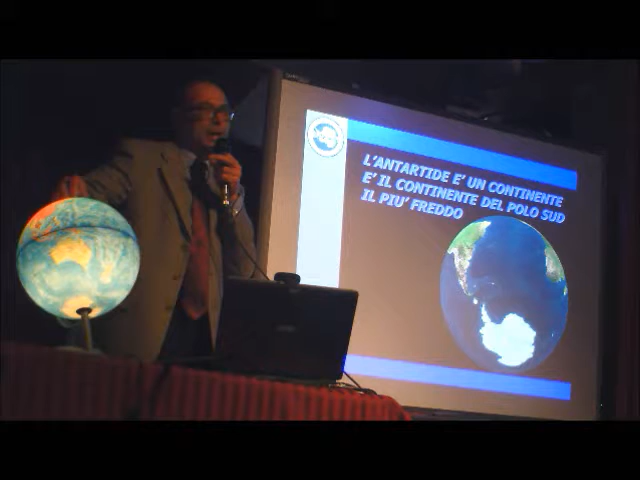 L'ANTARTIDE E' UN CONTINENTE
E' IL CONTINENTE DEL POLO SUD
IL PIU' FREDDO